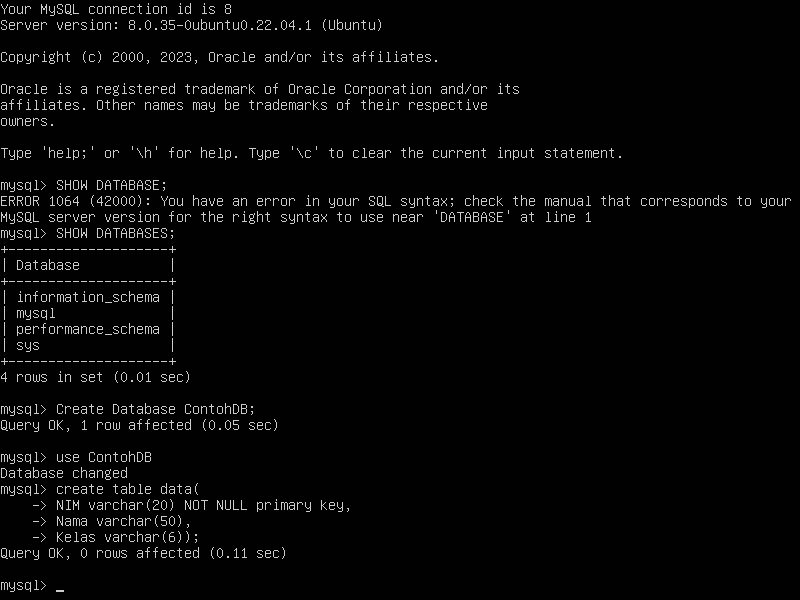 Your MySQL connection id is 8
Server version: 8.0.35-0ubuntu0.22.04.1 (Ubuntu)

Copyright (c) 2000, 2023, Oracle and/or its affiliates.

Oracle is a registered trademark of Oracle Corporation and/or its
affiliates. Other names may be trademarks of their respective
owners.

Type 'help;' or '\h' for help. Type '\c' to clear the current input statement.

mysql> SHOW DATABASE;
ERROR 1064 (42000): You have an error in your SQL syntax; check the manual that corresponds to your
MySQL server version for the right syntax to use near 'DATABASE' at line 1
mysql> SHOW DATABASES;
+--------------------+
| Database           |
+--------------------+
| information_schema |
| mysql              |
| performance_schema |
| sys                |
+--------------------+
4 rows in set (0.01 sec)

mysql> Create Database ContohDB;
Query OK, 1 row affected (0.05 sec)

mysql> use ContohDB
Database changed
mysql> create table data(
    -> NIM varchar(20) NOT NULL primary key,
    -> Nama varchar(50),
    -> Kelas varchar(6));
Query OK, 0 rows affected (0.11 sec)

mysql> _